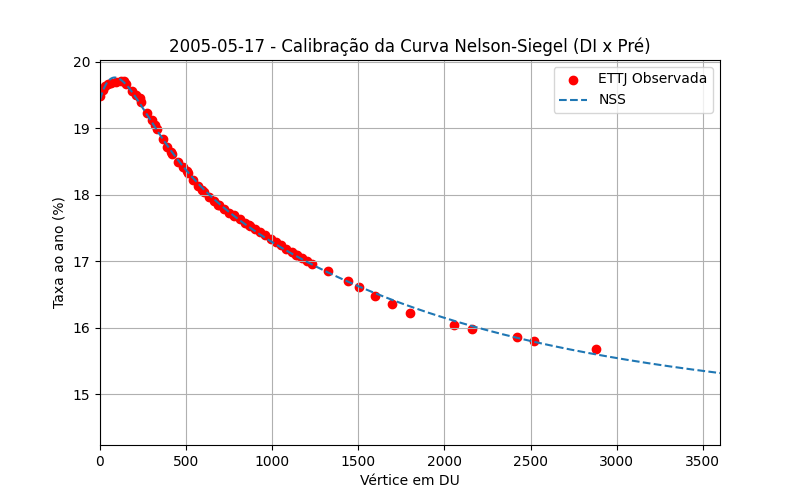 2005-05-17 - Calibração da Curva Nelson-Siegel (DI x Pré)
20
19
18
17
16
15
Taxa ao ano (%)
ETTJ Observada
NSS
0
500
1000
1500
2000
2500
3000
3500
Vértice em DU